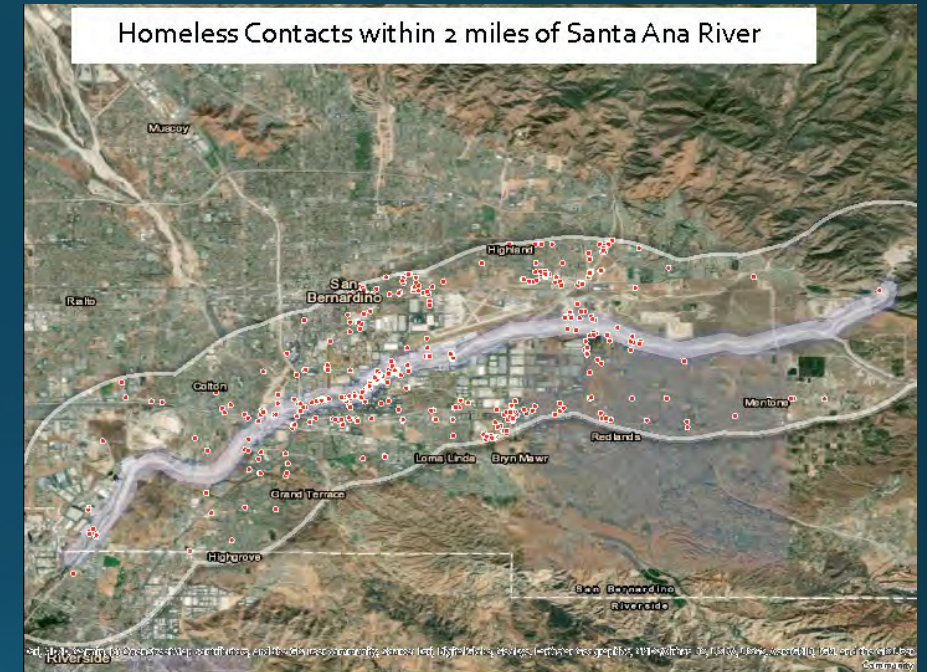 Homeless Contacts within 2 miles of Santa Ana River
Muscoy
Highland
San
Bernardino
Rialto
Colton
Mentone
Redlands
Loma Linda
Bryn Mawr
Grand Terrace
Highgrove
San Bernardino
Riverside
Riverside
Community